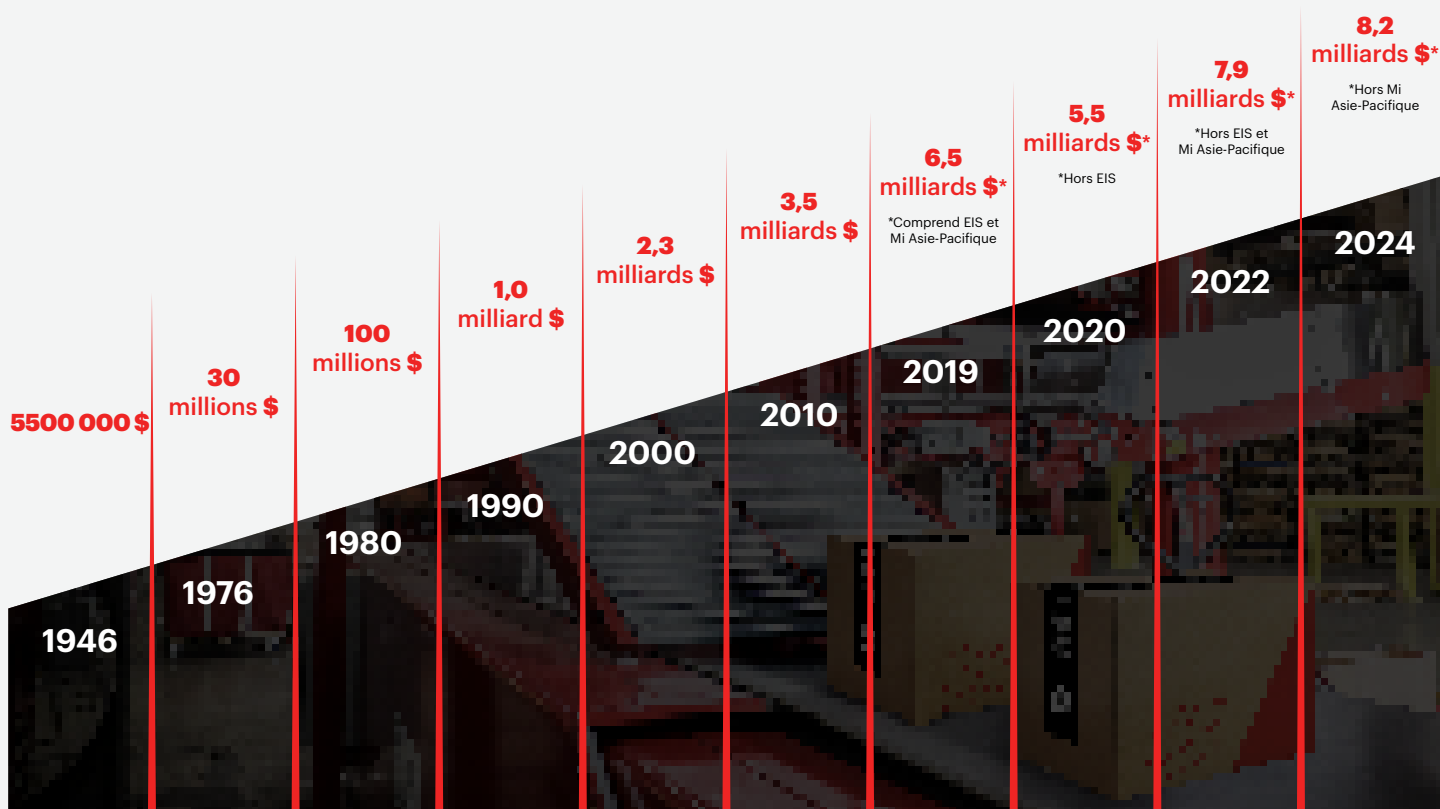 5500 000 $
1946
30
millions $
1976
100
millions $
1980
1,0
milliard $
1990
2,3
milliards $
2000
3,5
milliards $
2010
6,5
milliards $*
*Comprend EIS et
Mi Asie-Pacifique
2019
5,5
milliards $*
*Hors EIS
2020
7,9
milliards $*
*Hors EIS et
Mi Asie-Pacifique
2022
8,2
milliards $*
*Hors Mi
Asie-Pacifique
2024